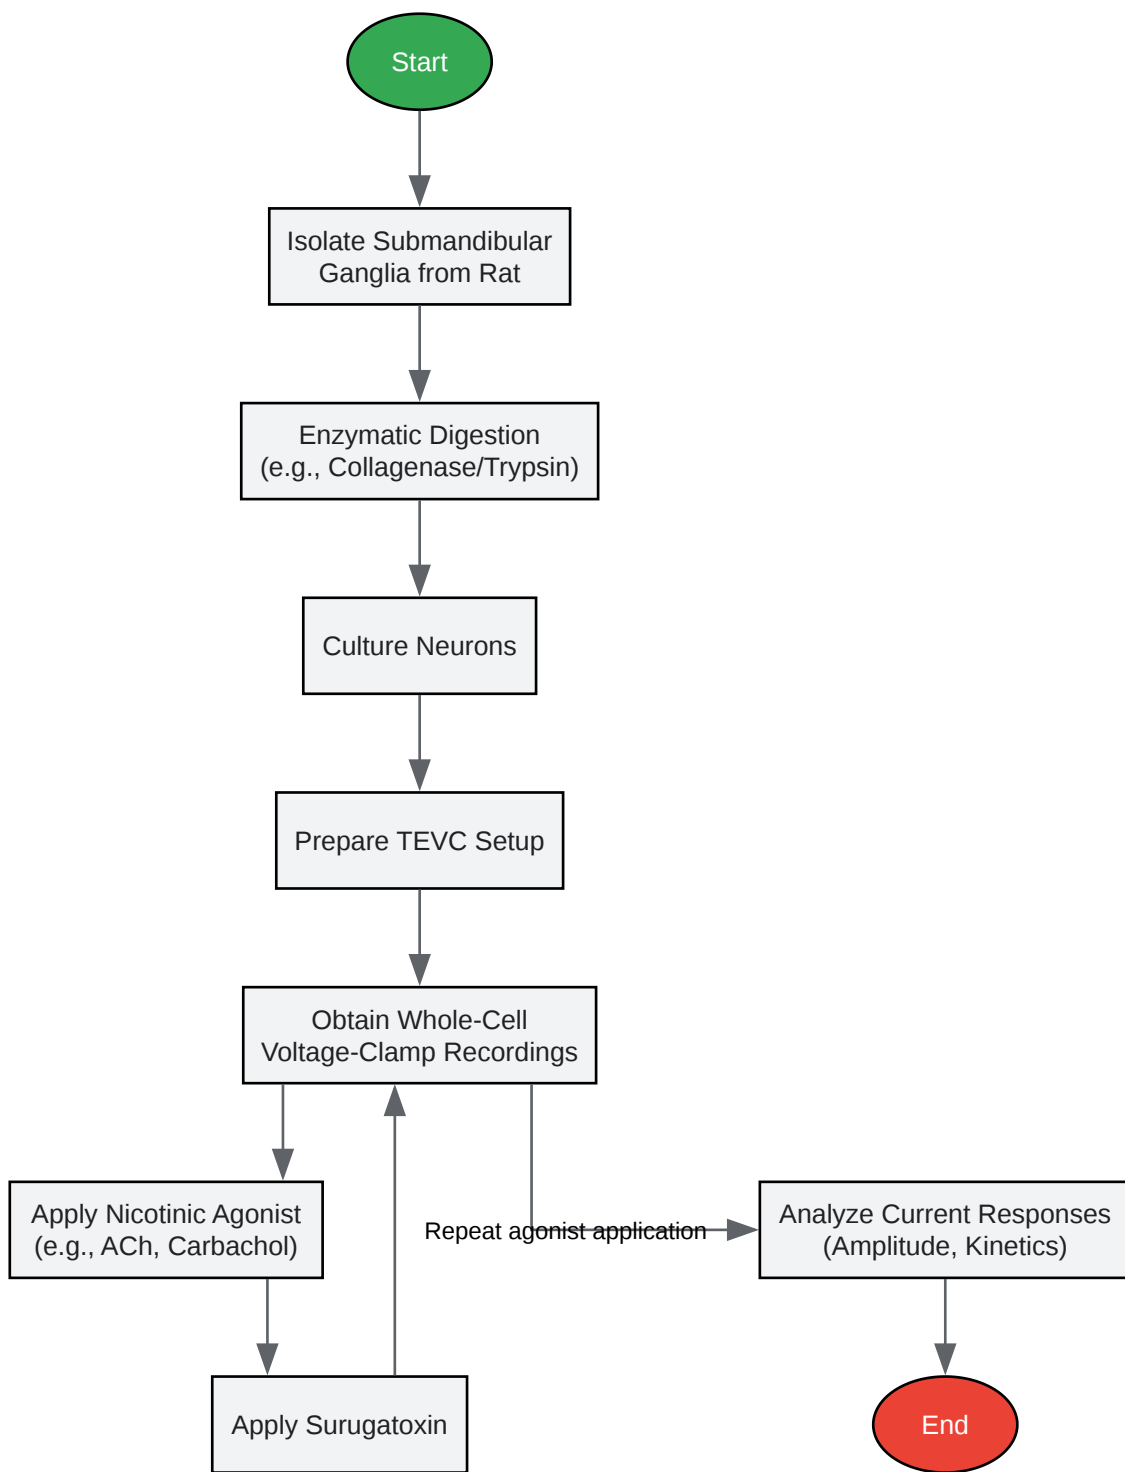 Start
Isolate Submandibular
Ganglia from Rat
Enzymatic Digestion
(e.g., Collagenase/Trypsin)
Culture Neurons
Prepare TEVC Setup
Obtain Whole-Cell
Voltage-Clamp Recordings
Apply Nicotinic Agonist
(e.g., ACh, Carbachol)
Repeat agonist application
Analyze Current Responses
(Amplitude, Kinetics)
Apply Surugatoxin
End